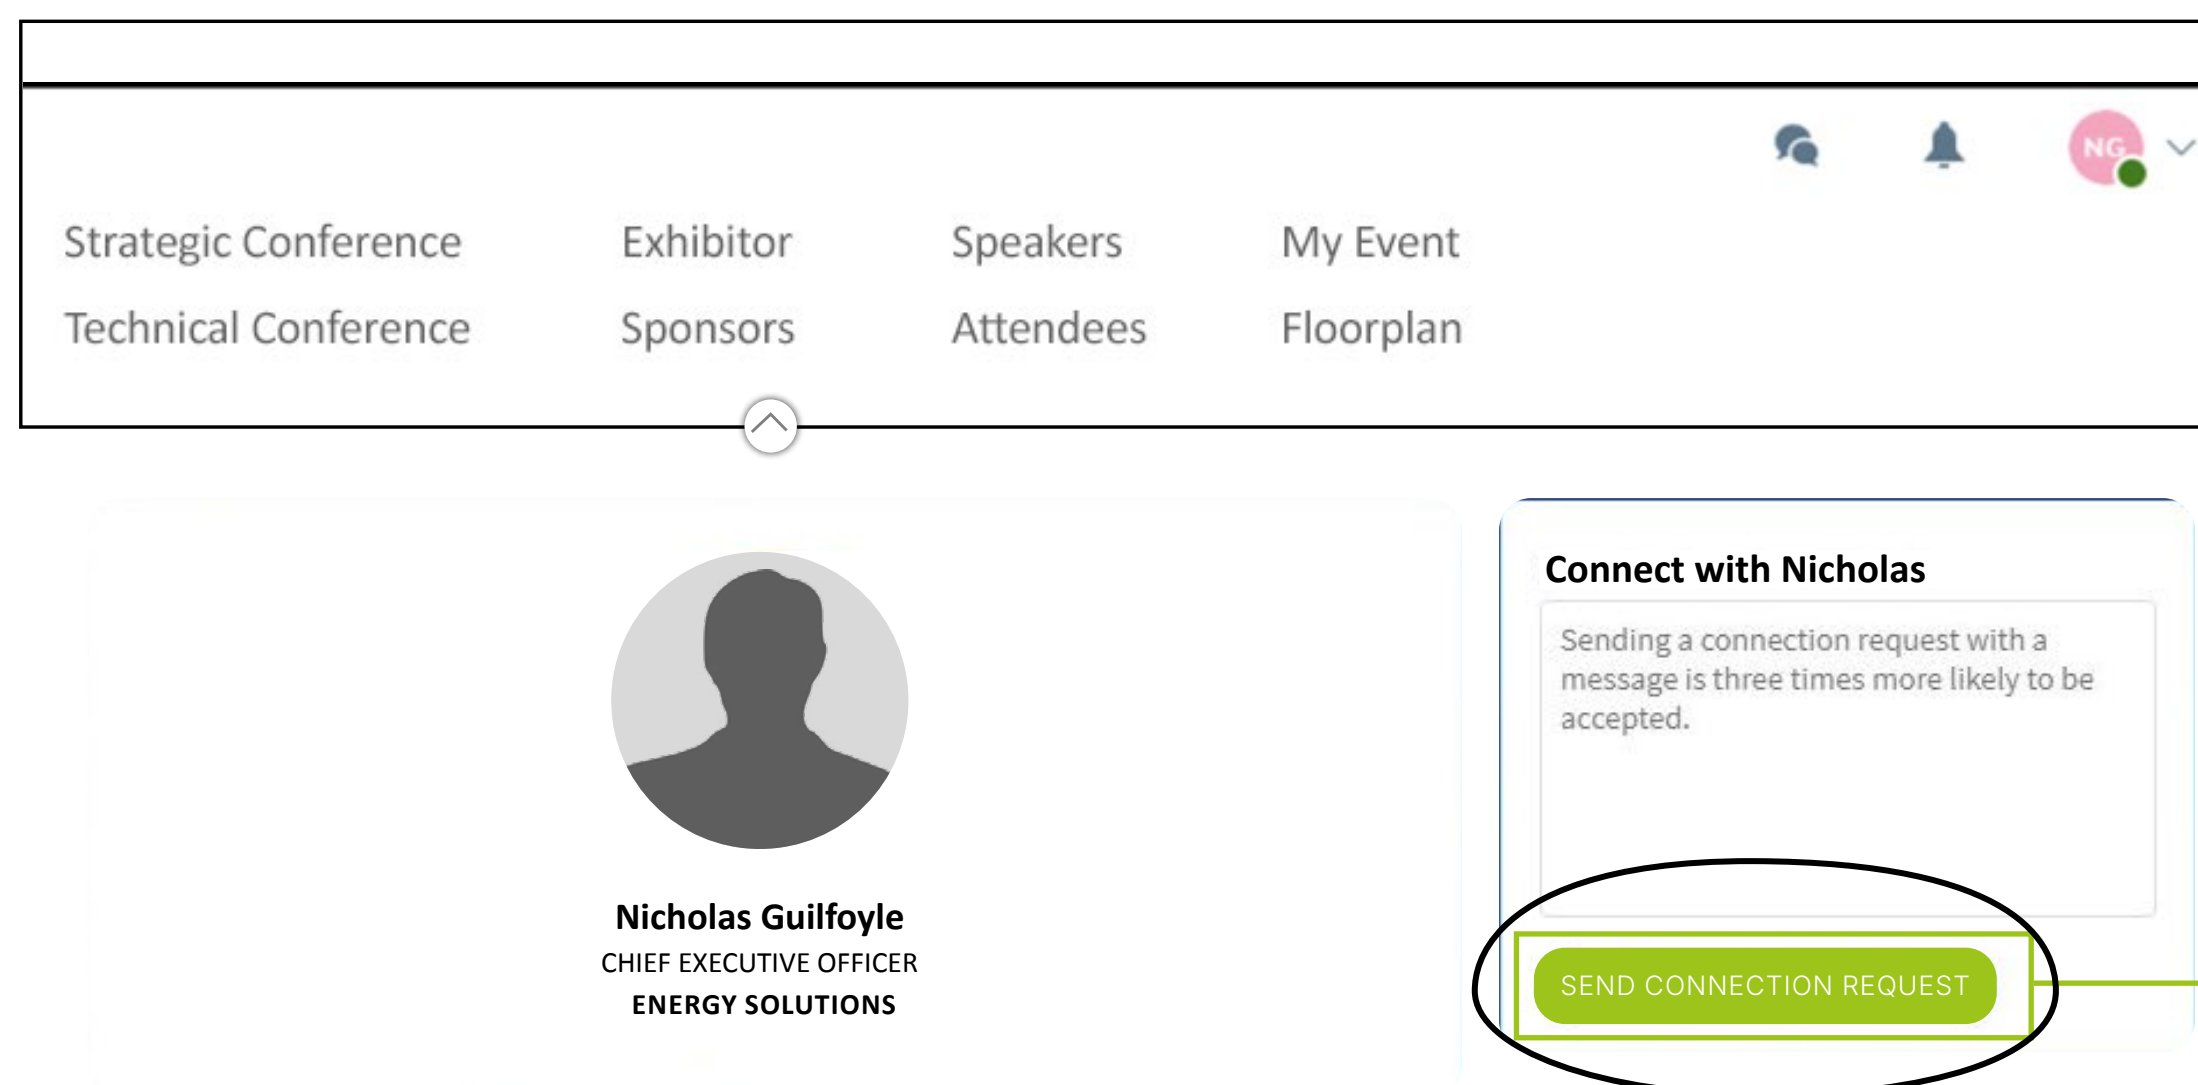 NG
Strategic Conference
Exhibitor
Speakers
My Event
Technical Conference
Sponsors
Attendees
Floorplan
Nicholas Guilfoyle
CHIEF EXECUTIVE OFFICER
ENERGY SOLUTIONS
Connect with Nicholas
Sending a connection request with a
message is three times more likely to be
accepted.
SEND CONNECTION REQUEST